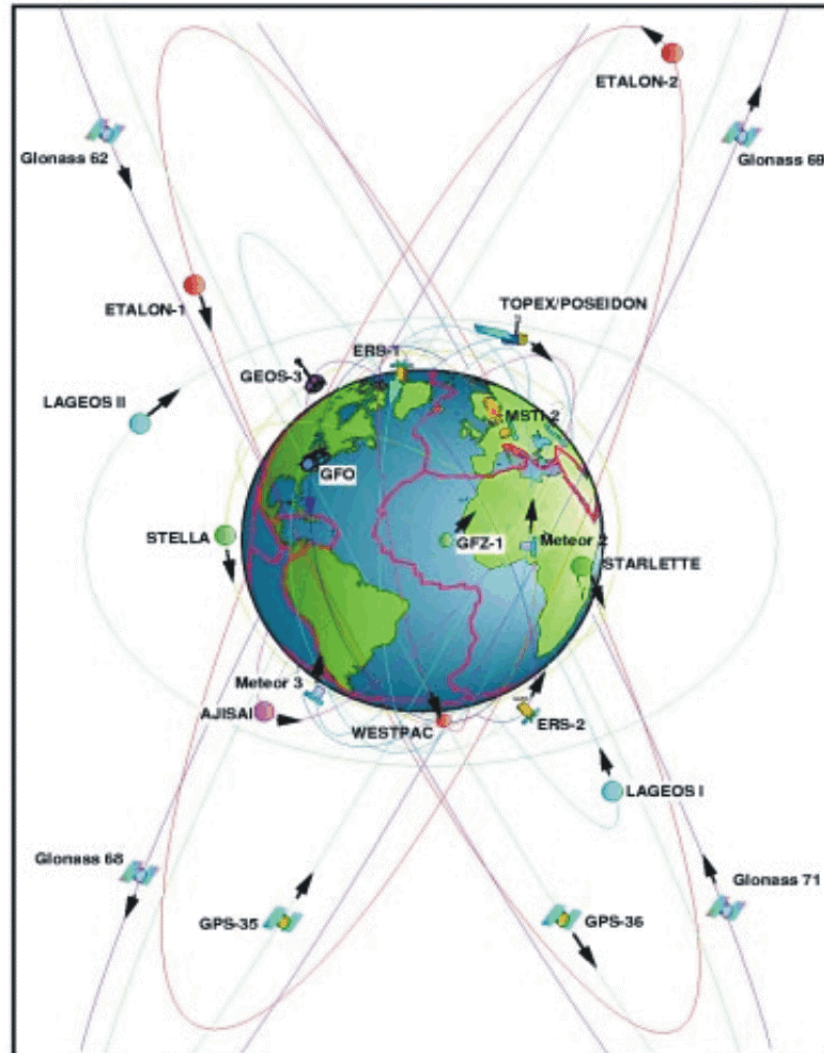 ETALON-2
Glonass 62
Glonass 69
ETALON-1
TOPEX/POSEIDON
ERS-1
GEOS-3
LAGEOS II
MSTI-2
GFO
STELLA
GFZ-1
Meteor 2
STARLETTE
Meteor 3
AJISAI
WESTPAC
ERS-2
LAGEOS I
Glonass 68
Glonass 71
GPS-35
GPS-36